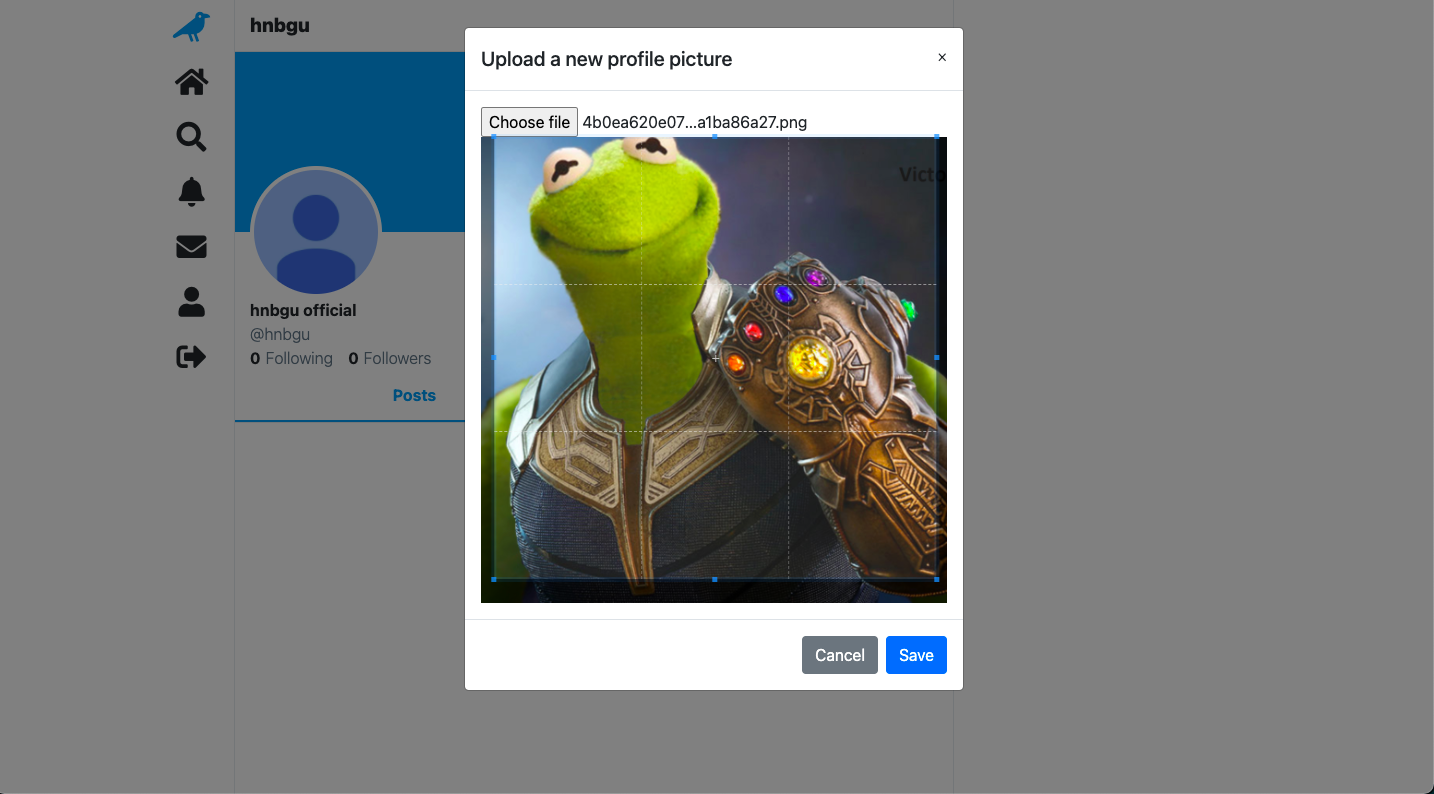 hnbgu
Upload a new profile picture
×
Choose file 4b0ea620e07...a1ba86a27.png
hnbgu official
@hnbgu
0 Following 0 Followers
Posts
Cancel Save